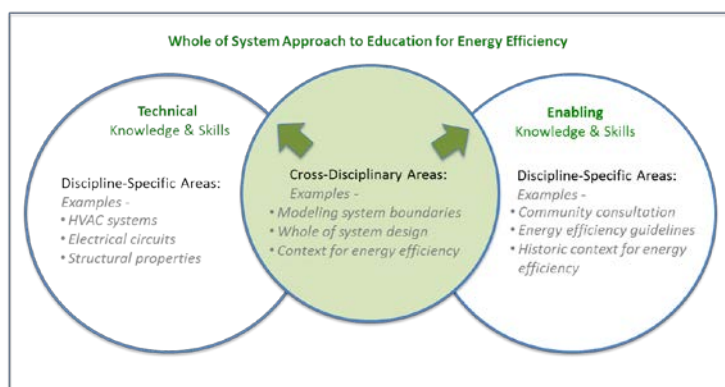 Whole of System Approach to Education for Energy Efficiency
Technical
Knowledge & Skills
Discipline-Specific Areas:
Examples -
• HVAC systems
• Electrical circuits
• Structural properties
Cross-Disciplinary Areas:
Examples -
• Modeling system boundaries
• Whole of system design
• Context for energy efficiency
Enabling
Knowledge & Skills
Discipline-Specific Areas:
Examples -
• Community consultation
• Energy efficiency guidelines
• Historic context for energy
efficiency